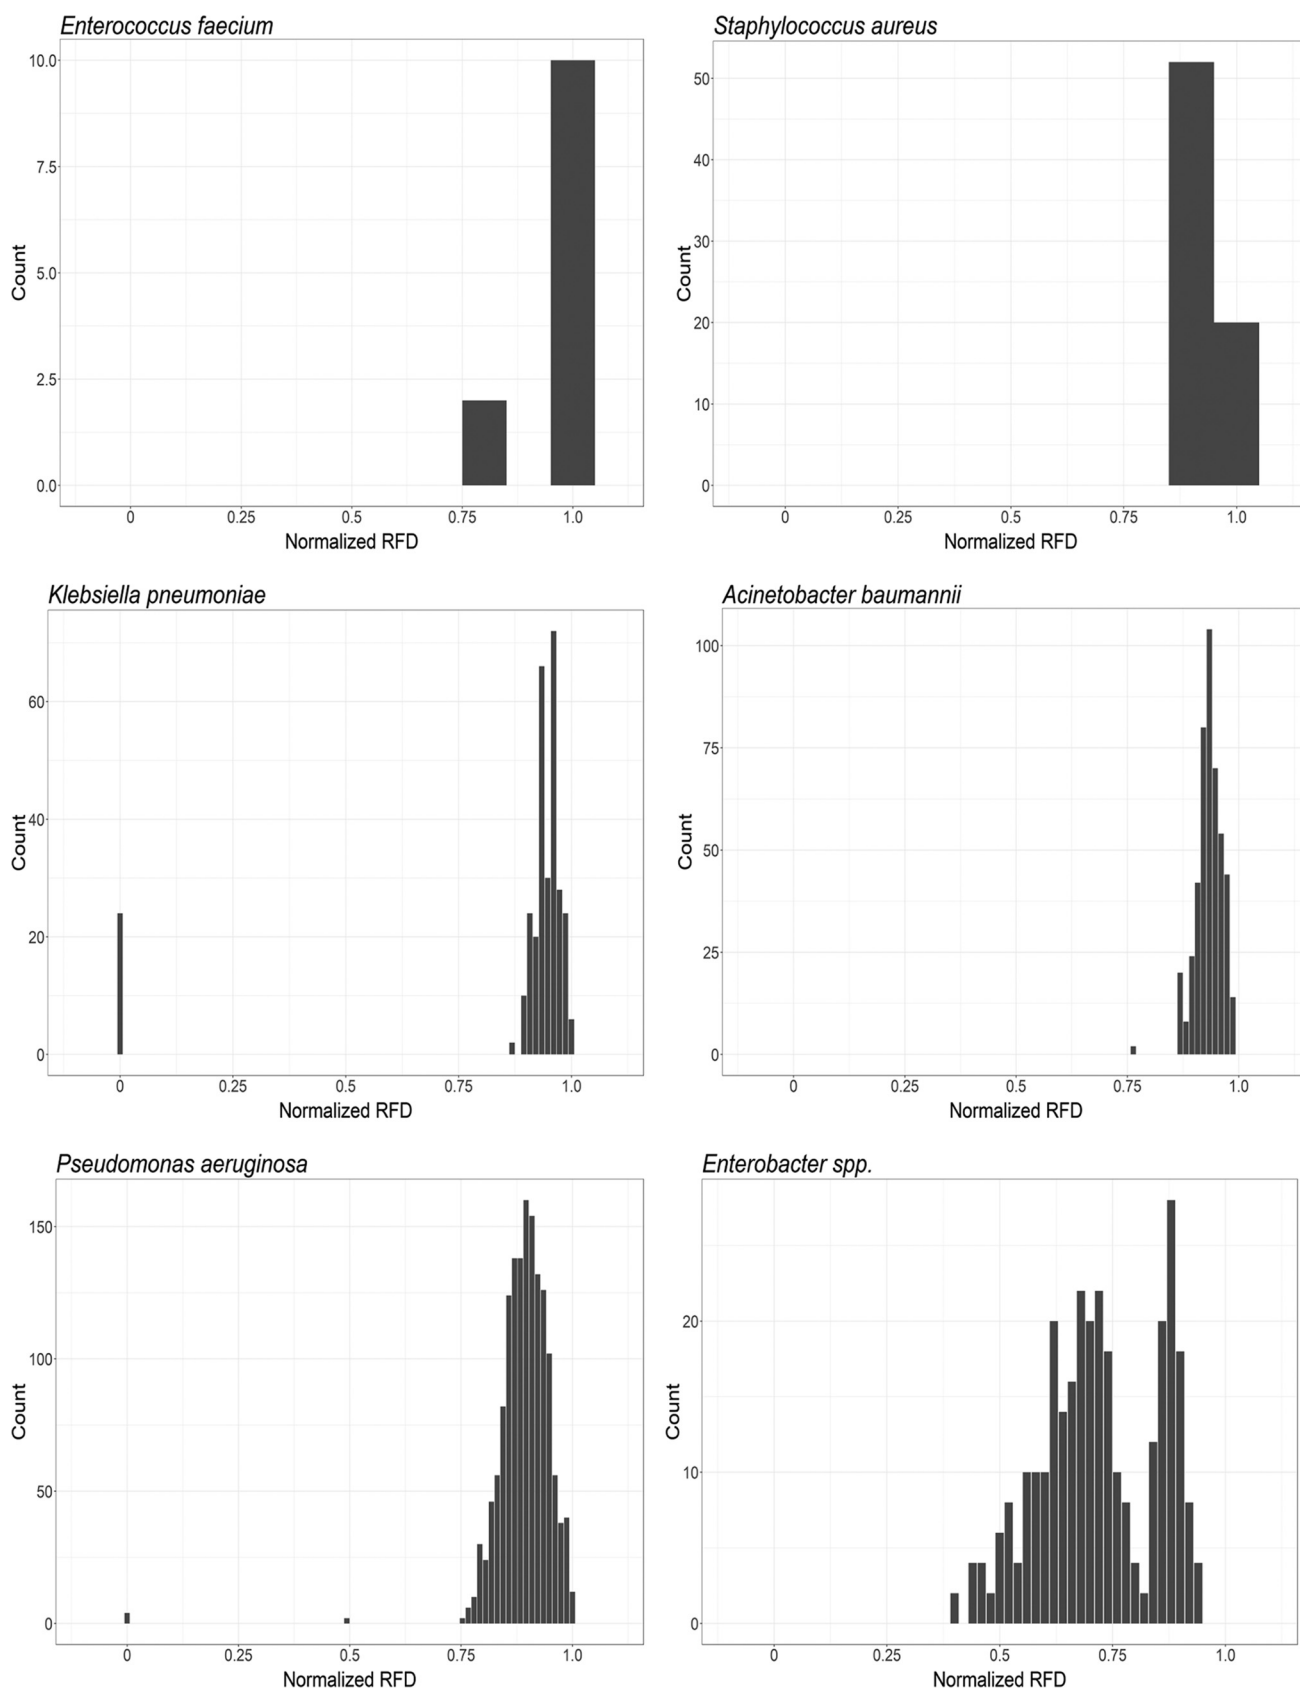 Enterococcus faecium
Count
10.0
7.5
5.0
2.5
0.0
0 0.25 0.5 0.75 1.0
Normalized RFD
Staphylococcus aureus
Count
50
40
30
20
10
0
0 0.25 0.5 0.75 1.0
Normalized RFD
Klebsiella pneumoniae
Count
60
40
20
0
0 0.25 0.5 0.75 1.0
Normalized RFD
Acinetobacter baumannii
Count
100
75
50
25
0
0 0.25 0.5 0.75 1.0
Normalized RFD
Pseudomonas aeruginosa
Count
150
100
50
0
0 0.25 0.5 0.75 1.0
Normalized RFD
Enterobacter spp.
Count
20
10
0
0 0.25 0.5 0.75 1.0
Normalized RFD